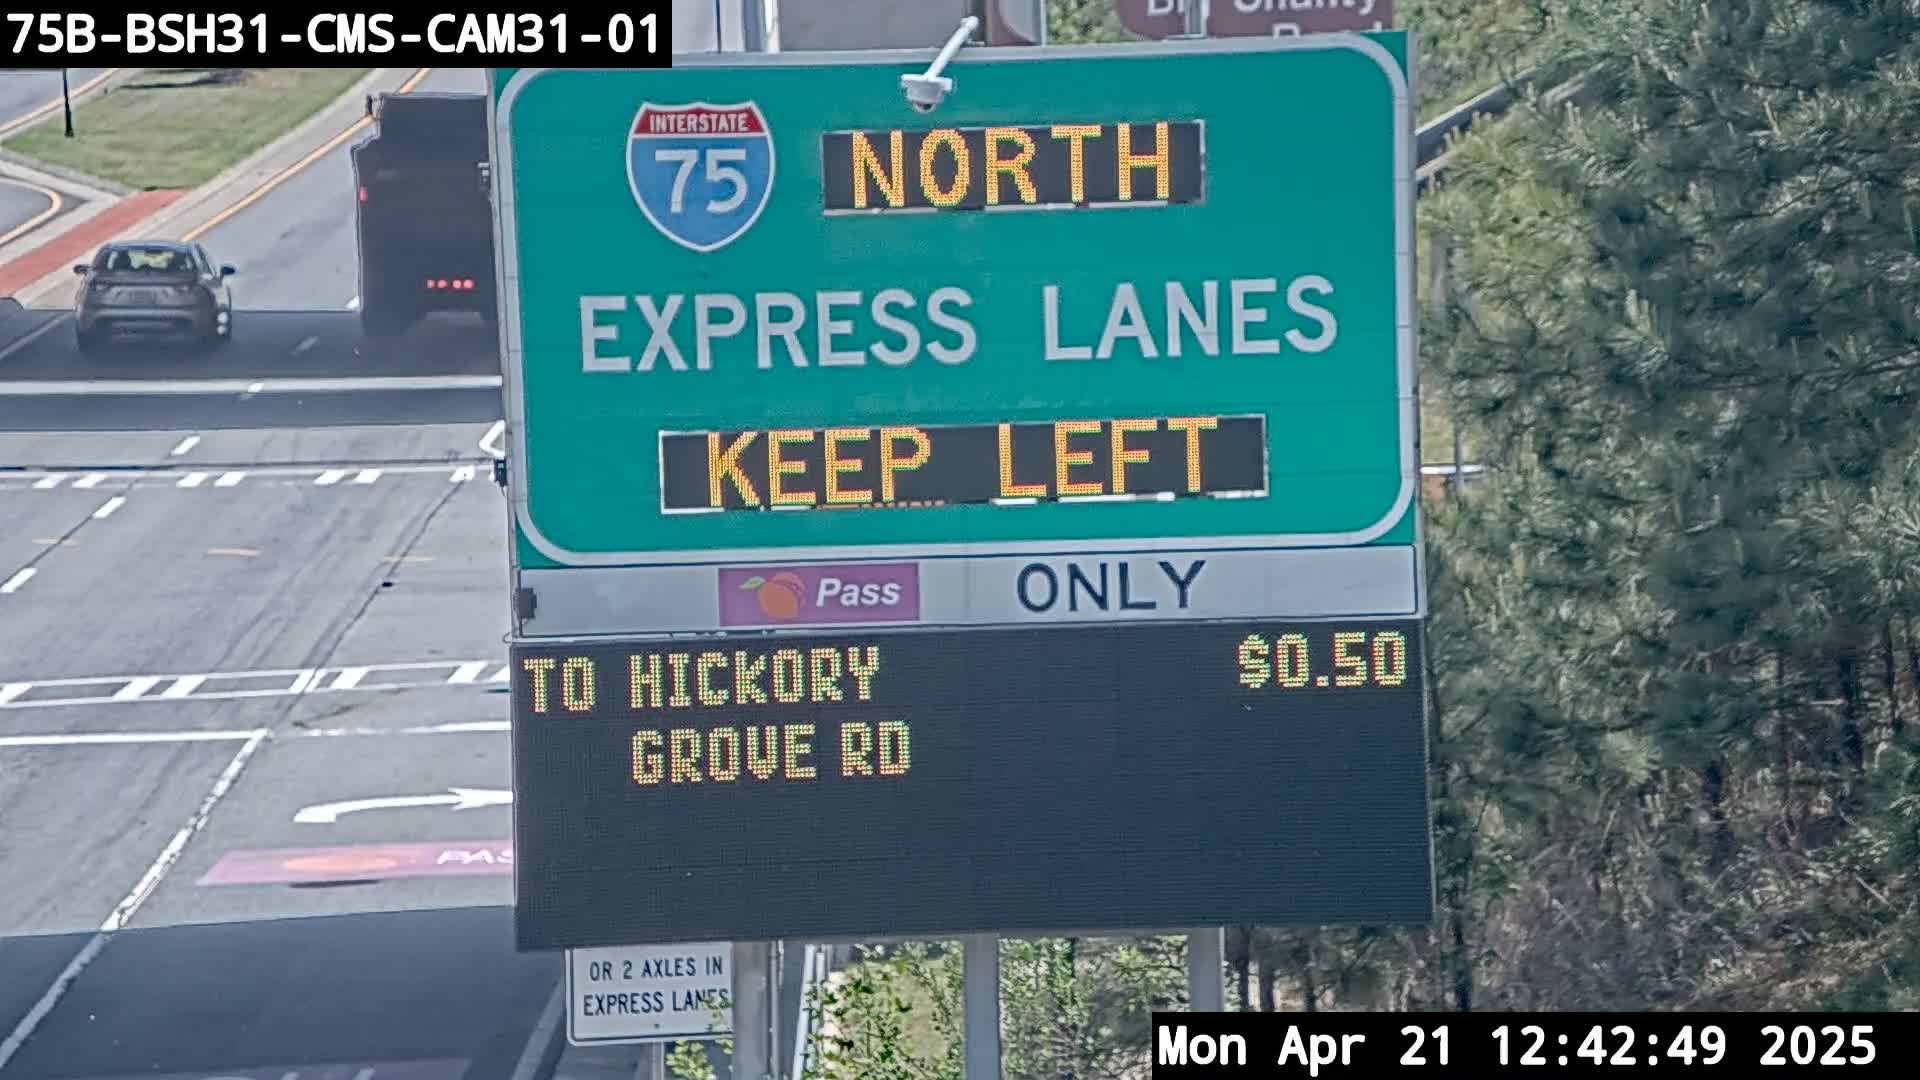 75B-BSH31-CMS-CAM31-01
INTERSTATE
75
NORTH
EXPRESS LANES
KEEP LEFT
Pass ONLY
TO HICKORY $0.50
GROVE RD
OR 2 AXLES IN
EXPRESS LANES
Mon Apr 21 12:42:49 2025